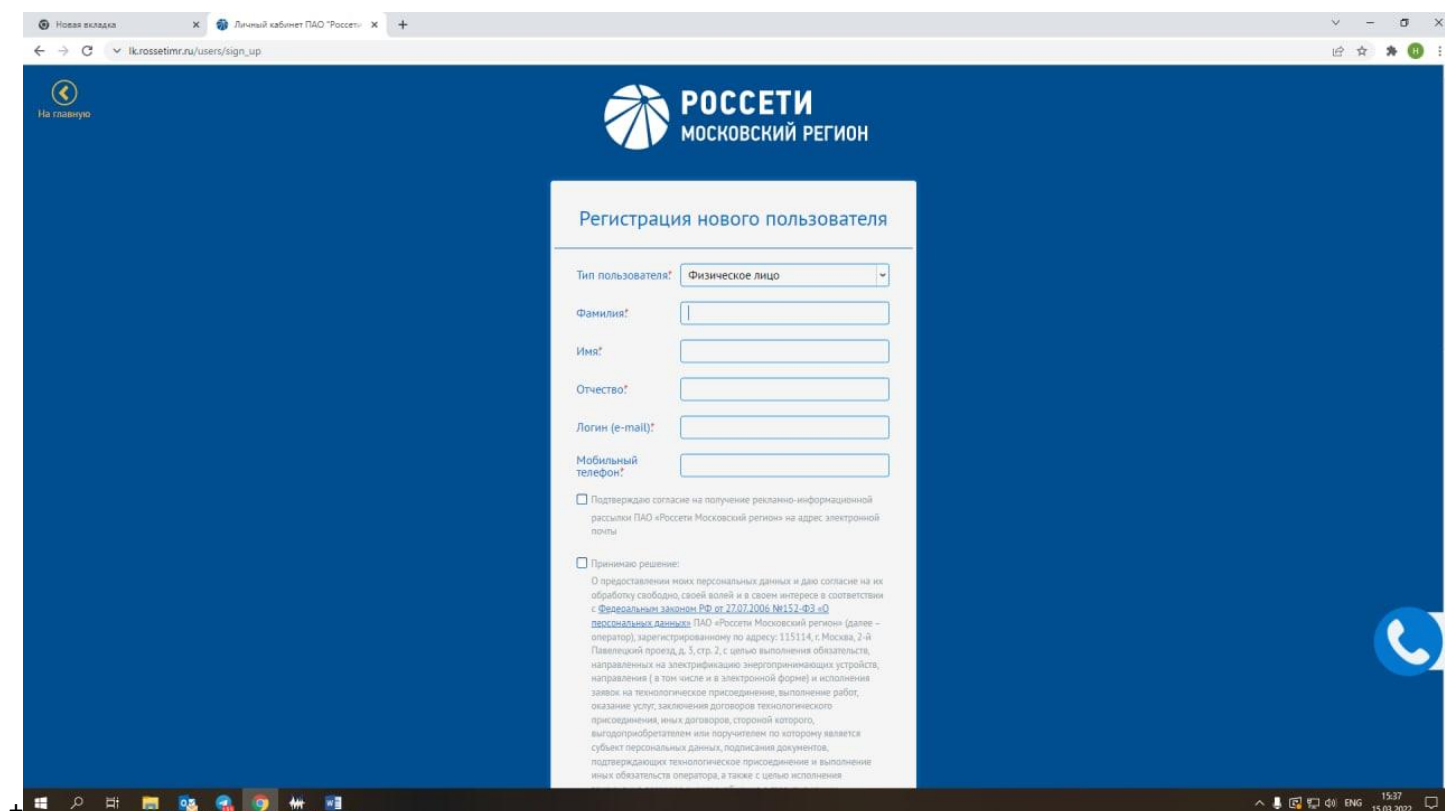 Новая вкладка
Личный кабинет ПАО "Россети
lk.rossetimr.ru/users/sign_up
Н
На главную
РОССЕТИ
МОСКОВСКИЙ РЕГИОН
Регистрация нового пользователя
Тип пользователя:* Физическое лицо
Фамилия:*
Имя:*
Отчество:*
Логин (e-mail):*
Мобильный
телефон:*
Подтверждаю согласие на получение рекламно-информационной
рассылки ПАО «Россети Московский регион» на адрес электронной
почты
Принимаю решение:
О предоставлении моих персональных данных и даю согласие на их
обработку свободно, своей волей и в своем интересе в соответствии
с Федеральным законом РФ от 27.07.2006 №152-ФЗ «О
персональных данных» ПАО «Россети Московский регион» (далее –
оператор), зарегистрированному по адресу: 115114, г. Москва, 2-й
Павелецкий проезд, д. 3, стр. 2, с целью выполнения обязательств,
направленных на электрификацию энергопринимающих устройств,
направления ( в том числе и в электронной форме) и исполнения
заявок на технологическое присоединение, выполнение работ,
оказание услуг, заключения договоров технологического
присоединения, иных договоров, стороной которого,
выгодоприобретателем или поручителем по которому является
субъект персональных данных, подписания документов,
подтверждающих технологическое присоединение и выполнение
иных обязательств оператора, а также с целью исполнения
ENG
15:37
15.03.2022